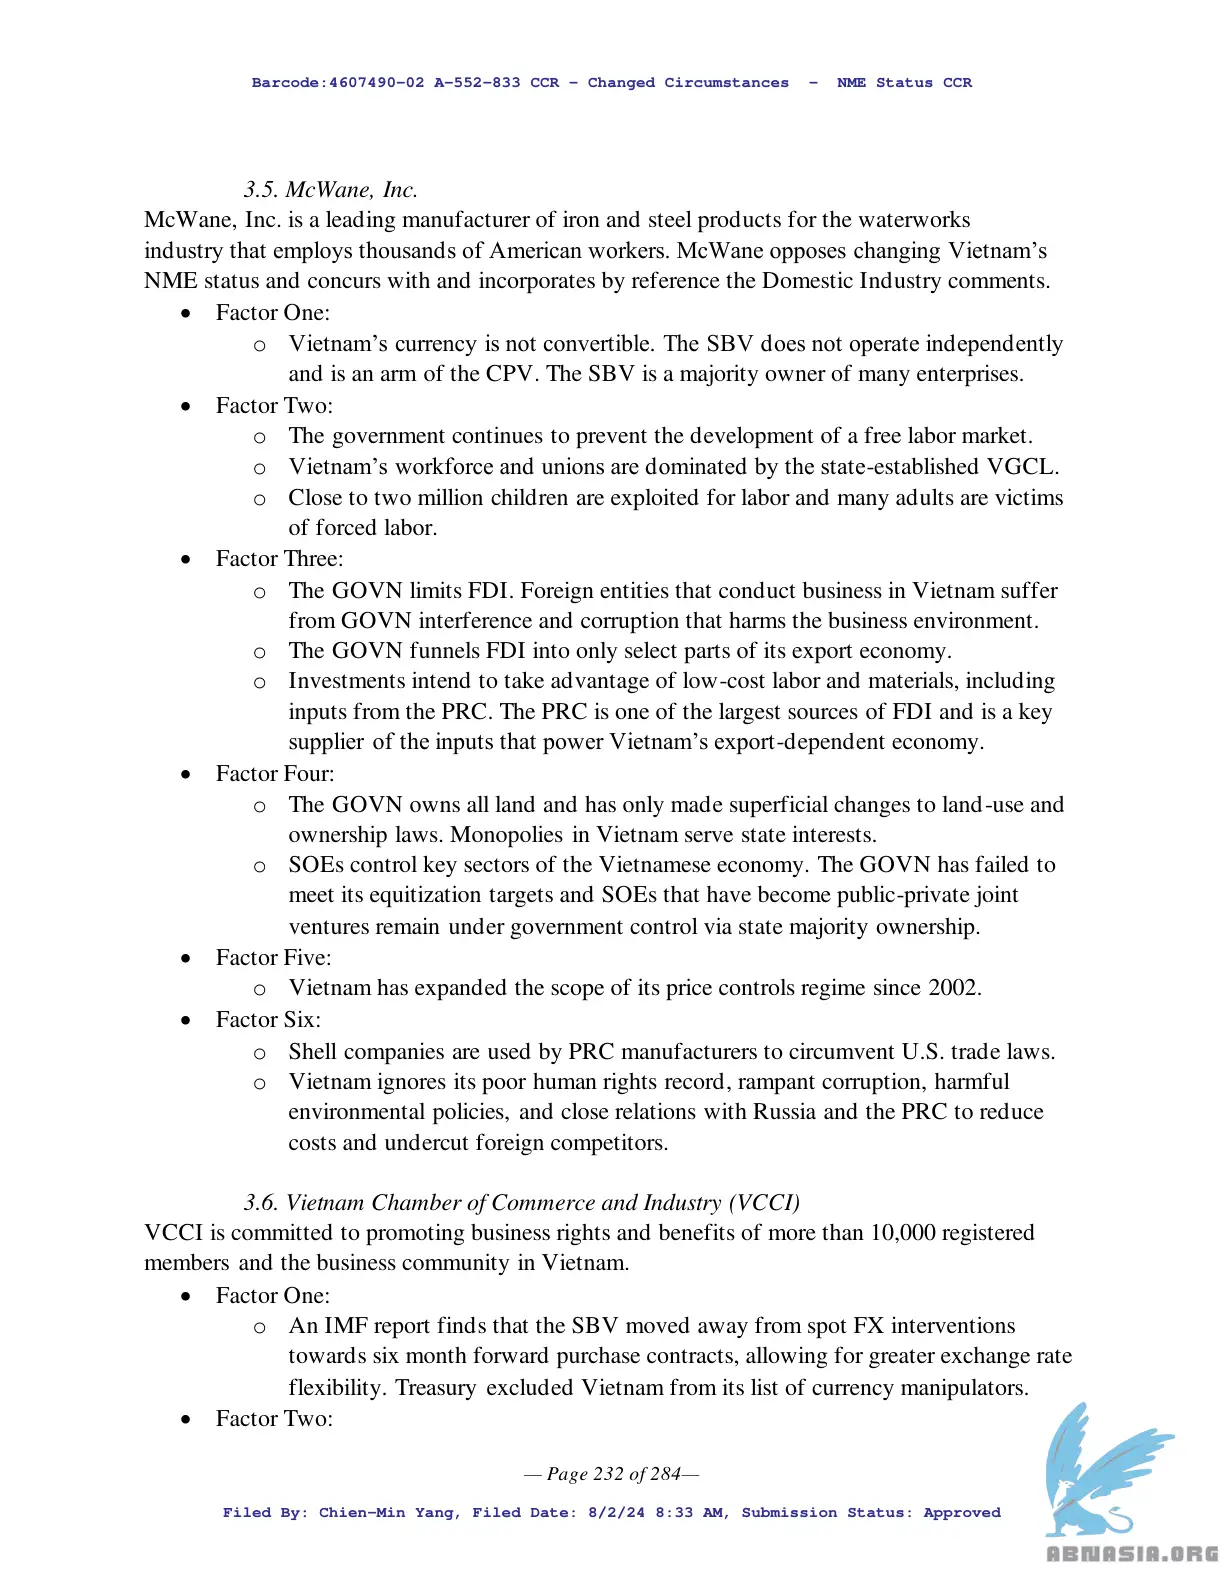 Barcode:4607490-02 A-552-833 CCR - Changed Circumstances - NME Status CCR
3.5. McWane, Inc.
McWane, Inc. is a leading manufacturer of iron and steel products for the waterworks
industry that employs thousands of American workers. McWane opposes changing Vietnam's
NME status and concurs with and incorporates by reference the Domestic Industry comments.
• Factor One:
o Vietnam's currency is not convertible. The SBV does not operate independently
and is an arm of the CPV. The SBV is a majority owner of many enterprises.
• Factor Two:
o The government continues to prevent the development of a free labor market.
o Vietnam's workforce and unions are dominated by the state-established VGCL.
o Close to two million children are exploited for labor and many adults are victims
of forced labor.
• Factor Three:
o The GOVN limits FDI. Foreign entities that conduct business in Vietnam suffer
from GOVN interference and corruption that harms the business environment.
o The GOVN funnels FDI into only select parts of its export economy.
o Investments intend to take advantage of low-cost labor and materials, including
inputs from the PRC. The PRC is one of the largest sources of FDI and is a key
supplier of the inputs that power Vietnam's export-dependent economy.
• Factor Four:
o The GOVN owns all land and has only made superficial changes to land-use and
ownership laws. Monopolies in Vietnam serve state interests.
o SOEs control key sectors of the Vietnamese economy. The GOVN has failed to
meet its equitization targets and SOEs that have become public-private joint
ventures remain under government control via state majority ownership.
• Factor Five:
o Vietnam has expanded the scope of its price controls regime since 2002.
• Factor Six:
o Shell companies are used by PRC manufacturers to circumvent U.S. trade laws.
o Vietnam ignores its poor human rights record, rampant corruption, harmful
environmental policies, and close relations with Russia and the PRC to reduce
costs and undercut foreign competitors.
3.6. Vietnam Chamber of Commerce and Industry (VCCI)
VCCI is committed to promoting business rights and benefits of more than 10,000 registered
members and the business community in Vietnam.
• Factor One:
o An IMF report finds that the SBV moved away from spot FX interventions
towards six month forward purchase contracts, allowing for greater exchange rate
flexibility. Treasury excluded Vietnam from its list of currency manipulators.
• Factor Two:
— Page 232 of 284—
Filed By: Chien-Min Yang, Filed Date: 8/2/24 8:33 AM, Submission Status: Approved
ABNASIA.ORG